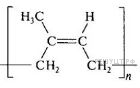 H₃C H
C=C
CH₂ CH₂ n